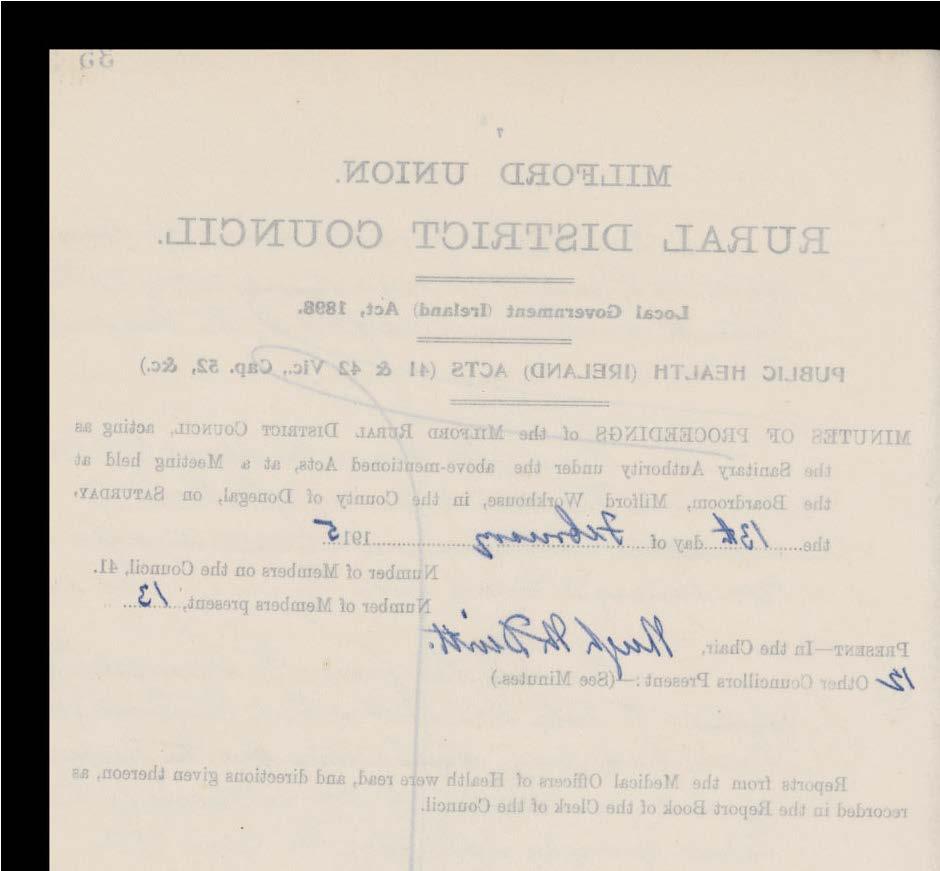 35
7
MILFORD UNION.
RURAL DISTRICT COUNCIL.
Local Government (Ireland) Act, 1898.
PUBLIC HEALTH (IRELAND) ACTS (41 & 42 Vic., Cap. 52, &c.)
MINUTES OF PROCEEDINGS of the MILFORD RURAL DISTRICT COUNCIL, acting as
the Sanitary Authority under the above-mentioned Acts, at a Meeting held at
the Boardroom, Milford Workhouse, in the County of Donegal, on SATURDAY,
the 13th day of February 1915
Number of Members on the Council, 41.
Number of Members present, 13
PRESENT—In the Chair, Hugh McDevitt.
12 Other Councillors Present:—(See Minutes.)
Reports from the Medical Officers of Health were read, and directions given thereon, as
recorded in the Report Book of the Clerk of the Council.